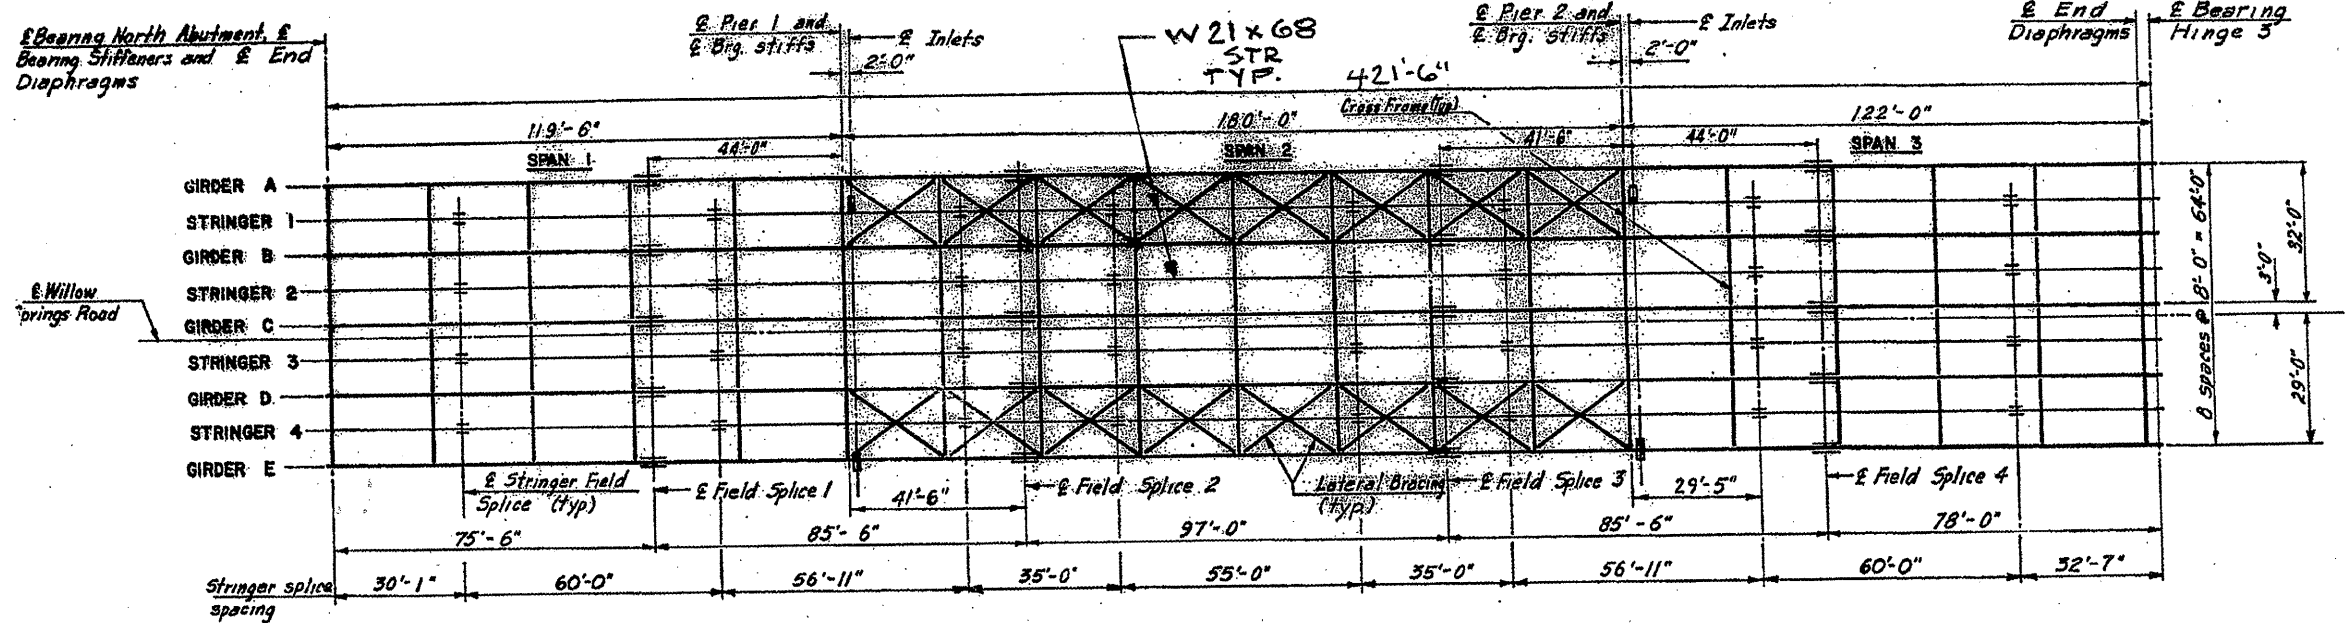 ℄ Bearing North Abutment, ℄
Bearing Stiffeners and ℄ End
Diaphragms
℄ Pier 1 and
℄ Brg. stiffs
℄ Inlets
2'-0"
W 21 x 68
STR
TYP.
℄ Pier 2 and
℄ Brg. stiffs
℄ Inlets
2'-0"
℄ End
Diaphragms
℄ Bearing
Hinge 3
421'-6"
Cross Frame (Typ)
119'-6"
180'-0"
122'-0"
SPAN 1
44'-0"
SPAN 2
41'-6"
44'-0"
SPAN 3
GIRDER A
STRINGER 1
GIRDER B
STRINGER 2
GIRDER C
STRINGER 3
GIRDER D
STRINGER 4
GIRDER E
℄ Willow
prings Road
8 spaces @ 8'-0" = 64'-0"
3'-0"
32'-0"
29'-0"
℄ Stringer Field
Splice (typ)
℄ Field Splice 1
41'-6"
℄ Field Splice 2
Lateral Bracing
(typ)
℄ Field Splice 3
29'-5"
℄ Field Splice 4
75'-6"
85'-6"
97'-0"
85'-6"
78'-0"
Stringer splice
spacing
30'-1"
60'-0"
56'-11"
35'-0"
55'-0"
35'-0"
56'-11"
60'-0"
32'-7"